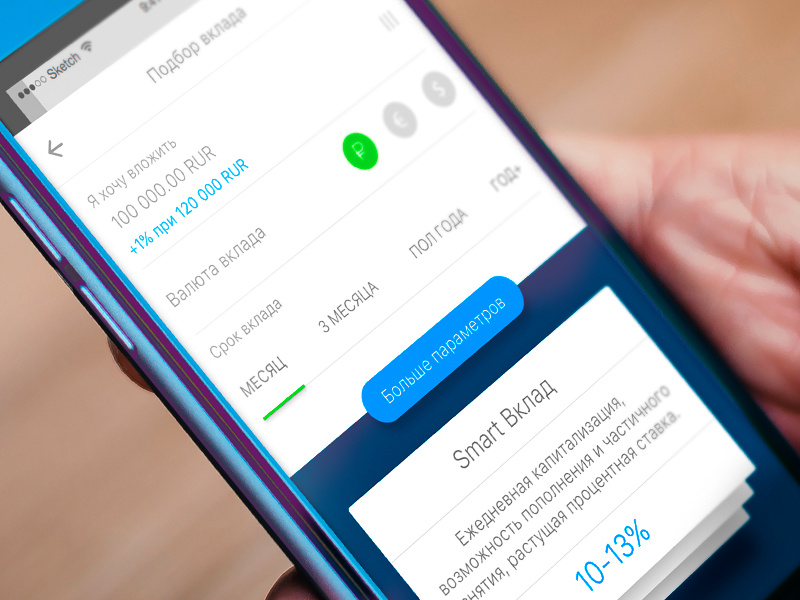 Sketch
Подбор вклада
Я хочу вложить
100 000.00 RUR
+1% при 120 000 RUR
Валюта вклада
₽ € $
Срок вклада
МЕСЯЦ 3 МЕСЯЦА ПОЛ ГОДА ГОД+
Больше параметров
Smart Вклад
Ежедневная капитализация,
возможность пополнения и частичного
снятия, растущая процентная ставка.
10-13%